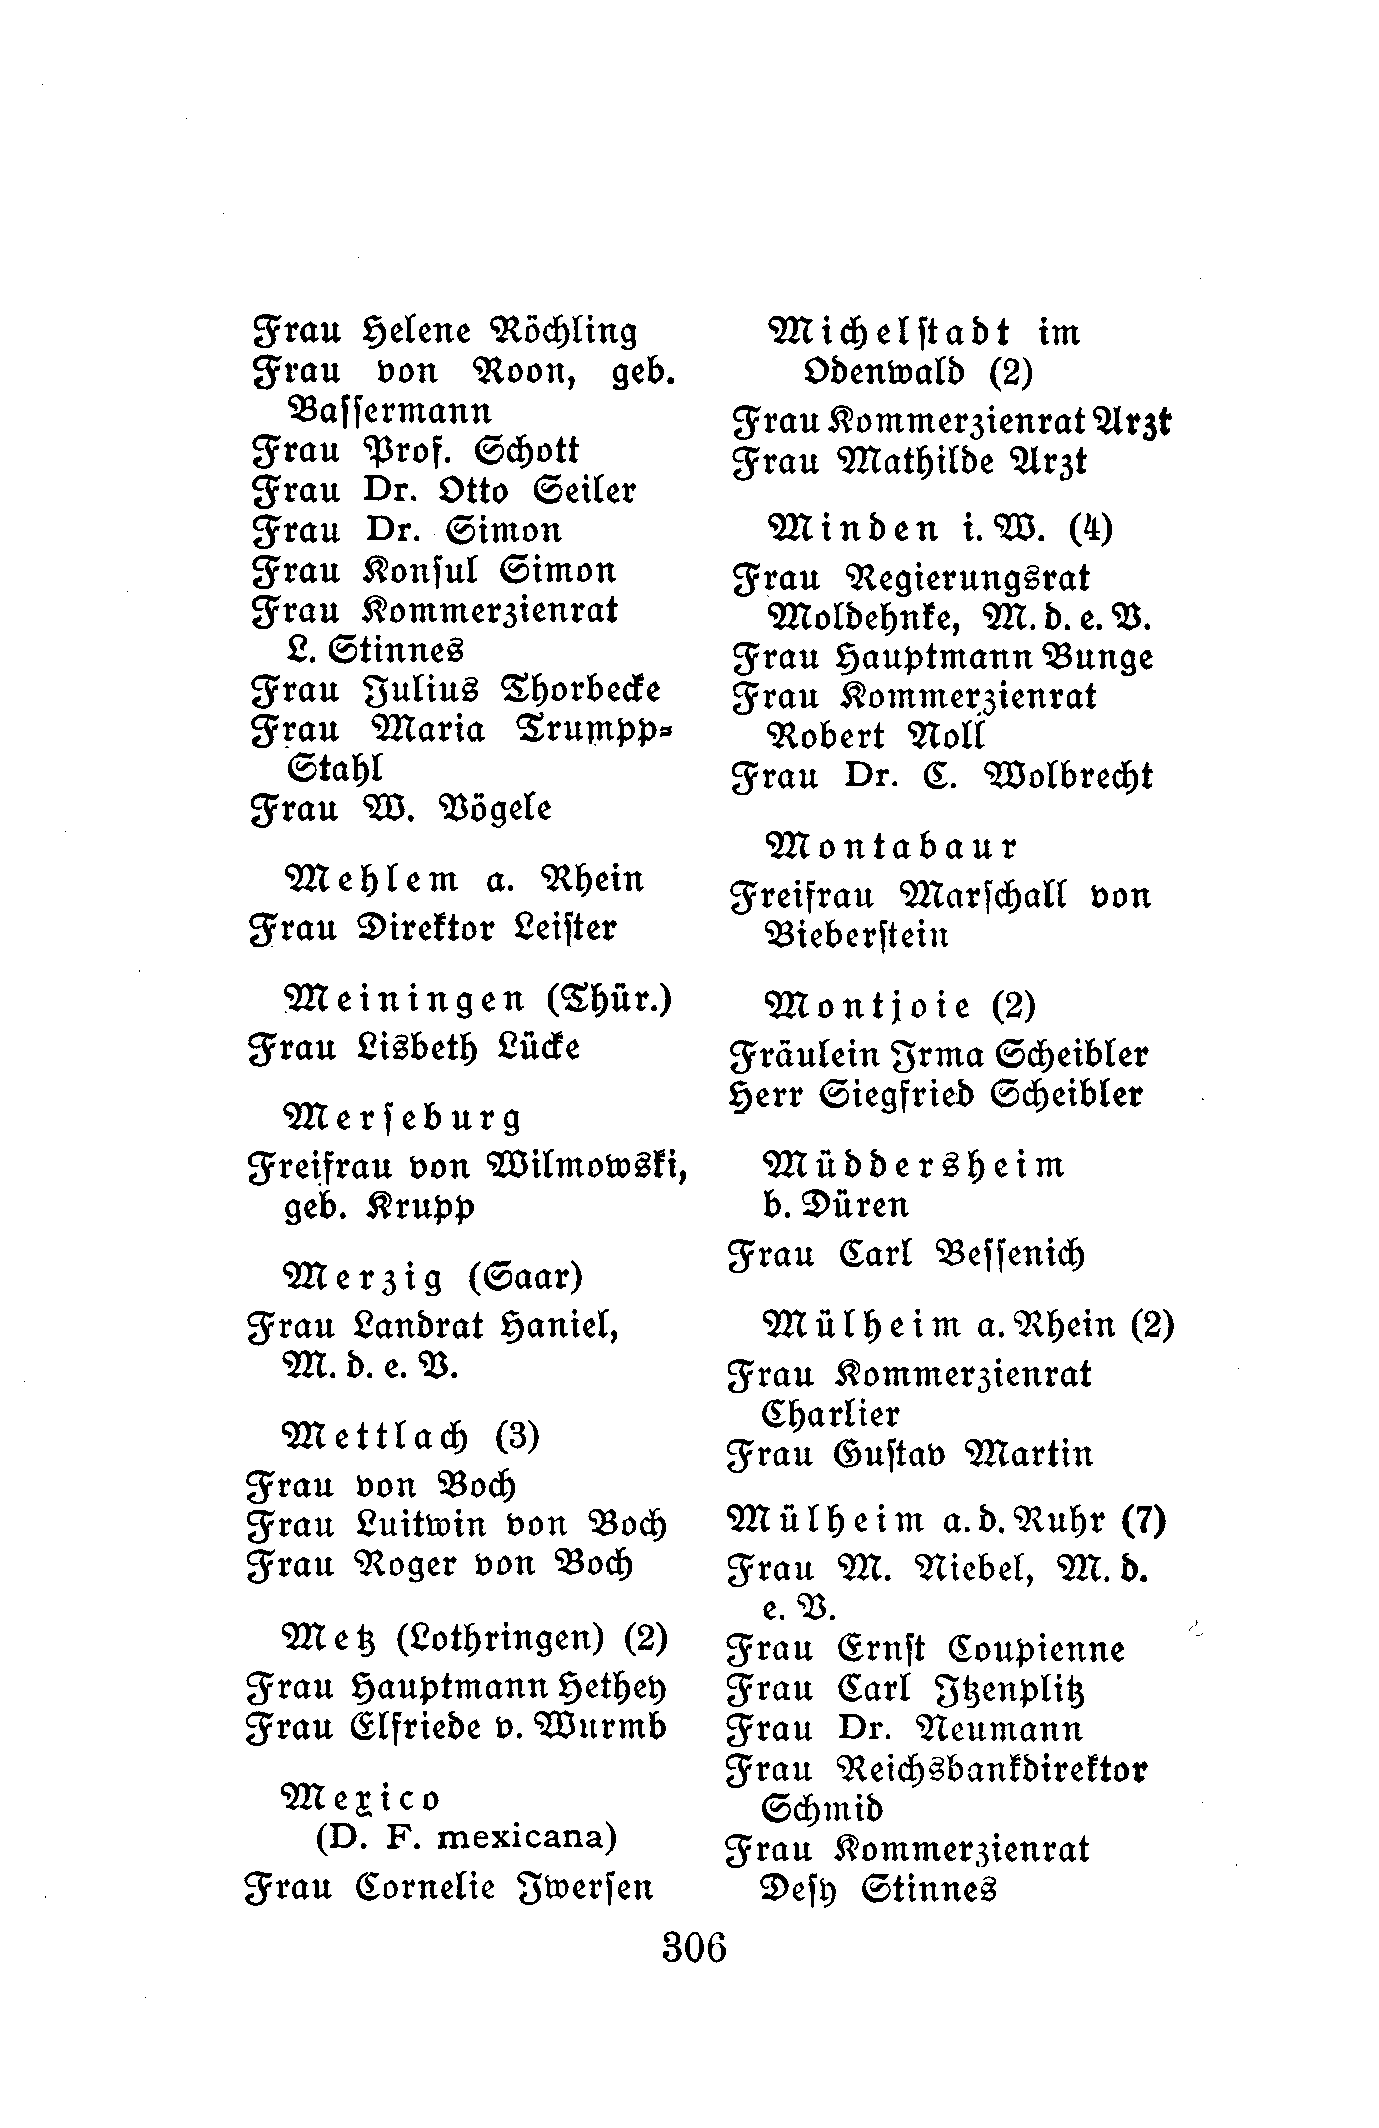 Frau Helene Röchling
Frau von Roon, geb.
Bassermann
Frau Prof. Schott
Frau Dr. Otto Seiler
Frau Dr. Simon
Frau Konsul Simon
Frau Kommerzienrat
L. Stinnes
Frau Julius Thorbecke
Frau Maria Trumpp-
Stahl
Frau W. Vögele
Mehlem a. Rhein
Frau Direktor Leister
Meiningen (Thür.)
Frau Lisbeth Lücke
Merseburg
Freifrau von Wilmowski,
geb. Krupp
Merzig (Saar)
Frau Landrat Haniel,
M. d. e. V.
Mettlach (3)
Frau von Boch
Frau Luitwin von Boch
Frau Roger von Boch
Metz (Lothringen) (2)
Frau Hauptmann Hethey
Frau Elfriede v. Wurmb
Mexico
(D. F. mexicana)
Frau Cornelie Iwersen
Michelstadt im
Odenwald (2)
Frau Kommerzienrat Arzt
Frau Mathilde Arzt
Minden i. W. (4)
Frau Regierungsrat
Moldehnke, M. d. e. V.
Frau Hauptmann Bunge
Frau Kommerzienrat
Robert Noll
Frau Dr. C. Wolbrecht
Montabaur
Freifrau Marschall von
Bieberstein
Montjoie (2)
Fräulein Irma Scheibler
Herr Siegfried Scheibler
Müddersheim
b. Düren
Frau Carl Bessenich
Mülheim a. Rhein (2)
Frau Kommerzienrat
Charlier
Frau Gustav Martin
Mülheim a. d. Ruhr (7)
Frau M. Niebel, M. d.
e. V.
Frau Ernst Coupienne
Frau Carl Itzenplitz
Frau Dr. Neumann
Frau Reichsbankdirektor
Schmid
Frau Kommerzienrat
Desy Stinnes
306